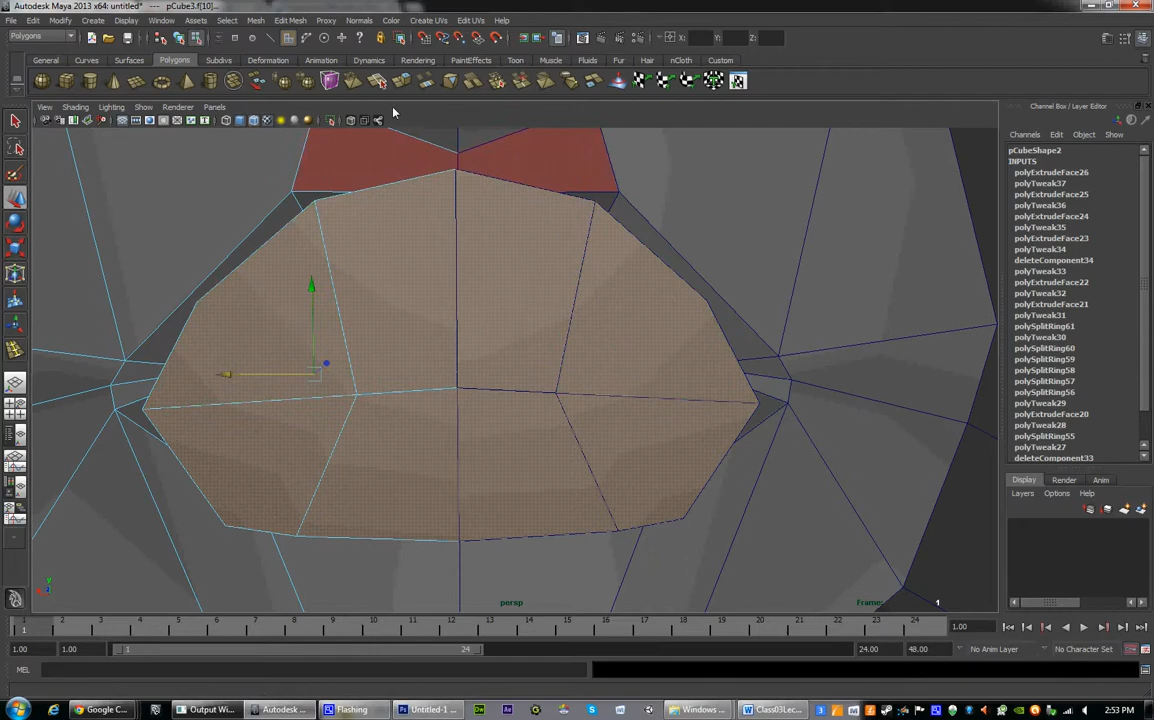 Autodesk Maya 2013 x64: untitled* --- pCube3.f[10]...
File Edit Modify Create Display Window Assets Select Mesh Edit Mesh Proxy Normals Color Create UVs Edit UVs Help
Polygons X: Y: Z:
General Curves Surfaces Polygons Subdivs Deformation Animation Dynamics Rendering PaintEffects Toon Muscle Fluids Fur Hair nCloth Custom
View Shading Lighting Show Renderer Panels
Channel Box / Layer Editor
Channels Edit Object Show
pCubeShape2
INPUTS
polyExtrudeFace26
polyTweak37
polyExtrudeFace25
polyTweak36
polyExtrudeFace24
polyTweak35
polyExtrudeFace23
polyTweak34
deleteComponent34
polyTweak33
polyExtrudeFace22
polyTweak32
polyExtrudeFace21
polyTweak31
polySplitRing61
polyTweak30
polySplitRing60
polySplitRing59
polySplitRing58
polySplitRing57
polySplitRing56
polyTweak29
polyExtrudeFace20
polyTweak28
polySplitRing55
polyTweak27
deleteComponent33
Display Render Anim
Layers Options Help
y
persp Frame: 1
1 2 3 4 5 6 7 8 9 10 11 12 13 14 15 16 17 18 19 20 21 22 23 24 1.00
1
1.00 1.00 1 24 24.00 48.00 No Anim Layer No Character Set
MEL
Google C... Output Wi... Autodesk ... Flashing Untitled-1 ... Windows ... Class03Lec... 2:53 PM